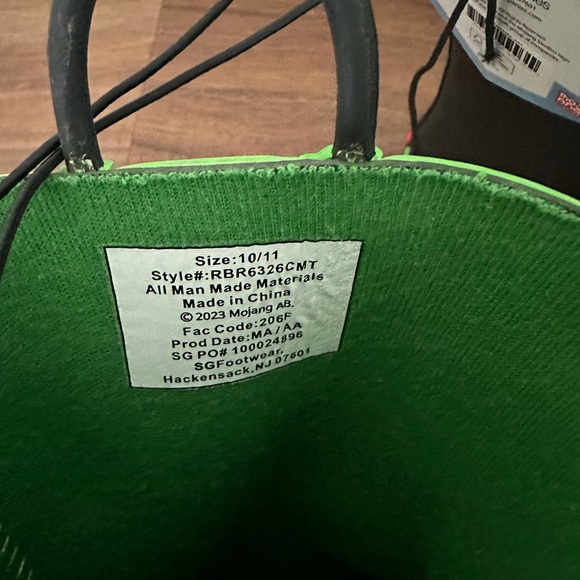 Size:10/11
Style#:RBR6326CMT
All Man Made Materials
Made in China
© 2023 Mojang AB.
Fac Code:206F
Prod Date:MA/AA
SG PO# 100024896
SGFootwear,
Hackensack,NJ 07601